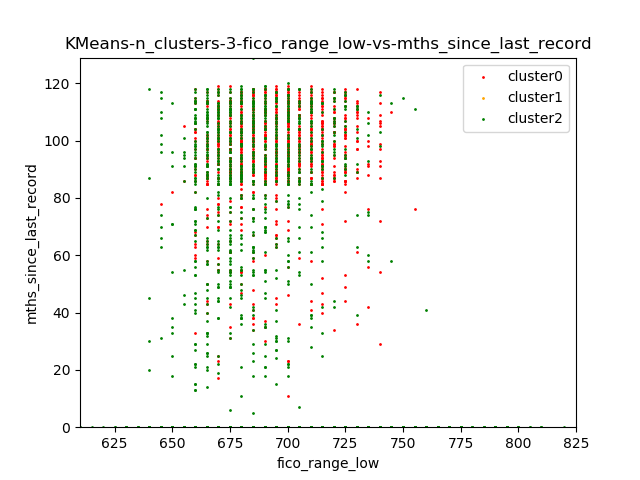 KMeans-n_clusters-3-fico_range_low-vs-mths_since_last_record
cluster0
cluster1
cluster2
120
100
80
60
40
20
0
mths_since_last_record
625 650 675 700 725 750 775 800 825
fico_range_low